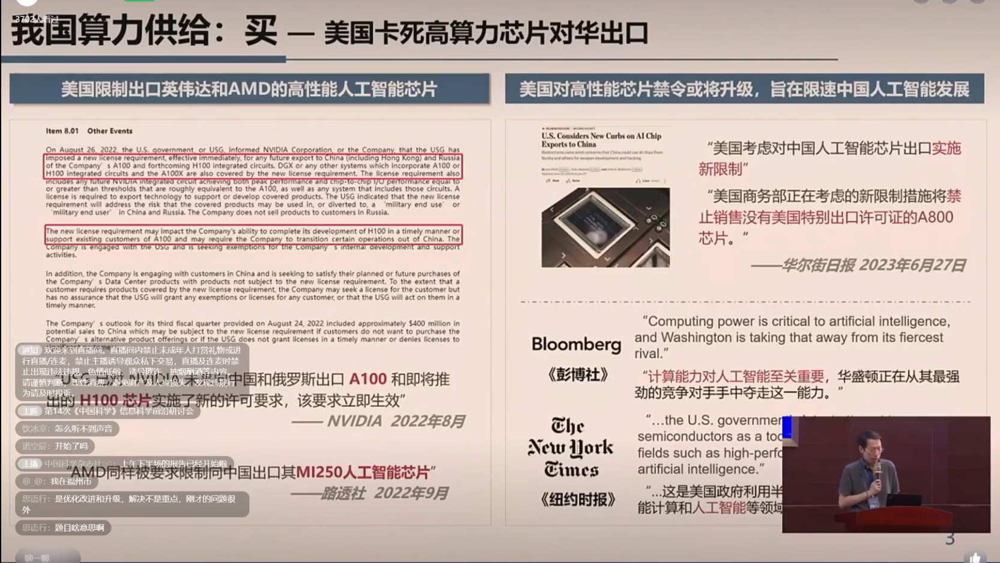 3702人看过
我国算力供给：买 — 美国卡死高算力芯片对华出口
美国限制出口英伟达和AMD的高性能人工智能芯片
Item 8.01 Other Events
On August 26, 2022, the U.S. government, or USG, informed NVIDIA Corporation, or the Company, that the USG has
imposed a new license requirement, effective immediately, for any future export to China (including Hong Kong) and Russia
of the Company' s A100 and forthcoming H100 integrated circuits. DGX or any other systems which incorporate A100 or
H100 integrated circuits and the A100X are also covered by the new license requirement. The license requirement also
includes any future NVIDIA integrated circuit achieving both peak performance and chip-to-chip I/O performance equal to
or greater than thresholds that are roughly equivalent to the A100, as well as any system that includes those circuits. A
license is required to export technology to support or develop covered products. The USG indicated that the new license
requirement will address the risk that the covered products may be used in, or diverted to, a 'military end use' or
'military end user' in China and Russia. The Company does not sell products to customers in Russia.
The new license requirement may impact the Company's ability to complete its development of H100 in a timely manner or
support existing customers of A100 and may require the Company to transition certain operations out of China. The
Company is engaged with the USG and is seeking exemptions for the Company' s internal development and support
activities.
In addition, the Company is engaging with customers in China and is seeking to satisfy their planned or future purchases of
the Company' s Data Center products with products not subject to the new license requirement. To the extent that a
customer requires products covered by the new license requirement, the Company may seek a license for the customer but
has no assurance that the USG will grant any exemptions or licenses for any customer, or that the USG will act on them in a
timely manner.
The Company' s outlook for its third fiscal quarter provided on August 24, 2022 included approximately $400 million in
potential sales to China which may be subject to the new license requirement if customers do not want to purchase the
Company' s alternative product offerings or if the USG does not grant licenses in a timely manner or denies licenses to
中国和俄罗斯出口 A100 和即将推
出的 H100 芯片实施了新的许可要求，该要求立即生效”
—— NVIDIA 2022年8月
“AMD同样被要求限制向中国出口其MI250人工智能芯片”
——路透社 2022年9月
通知 欢迎来到直播间。直播间内禁止未成年人打赏礼物或进
行直播/连麦，禁止主播诱导观众私下交易，直播及连麦时禁
止出现违法违规、色情低俗、诱导欺诈、抽烟酗酒等内容。
请谨慎判断，理性消费，避免财产及人身损失，发现违规行
为请及时投诉。
主题 第14次《中国科学》信息科学前沿研讨会
饮冰室：怎么听不到声音
诺空辰：开始了吗
主播 中国科学杂志社 上午下半场的报告已经开始啦
@_@：我在福州市
思语行：是优化改进和升级，解决不是重点，刚才的问题很
外
思语行：题目啥意思啊
聊一聊
美国对高性能芯片禁令或将升级，旨在限速中国人工智能发展
U.S. Considers New Curbs on AI Chip
Exports to China
Restrictions come amid concerns that China could use AI chips from
Nvidia and others for weapon development and hacking
“美国考虑对中国人工智能芯片出口实施
新限制”
“美国商务部正在考虑的新限制措施将禁
止销售没有美国特别出口许可证的A800
芯片。“
——华尔街日报 2023年6月27日
Bloomberg
《彭博社》
“Computing power is critical to artificial intelligence,
and Washington is taking that away from its fiercest
rival.”
“计算能力对人工智能至关重要，华盛顿正在从其最强
劲的竞争对手手中夺走这一能力。”
The
New York
Times
《纽约时报》
“…the U.S. government
semiconductors as a too
fields such as high-perfo
artificial intelligence.”
“...这是美国政府利用半
能计算和人工智能等领域
3